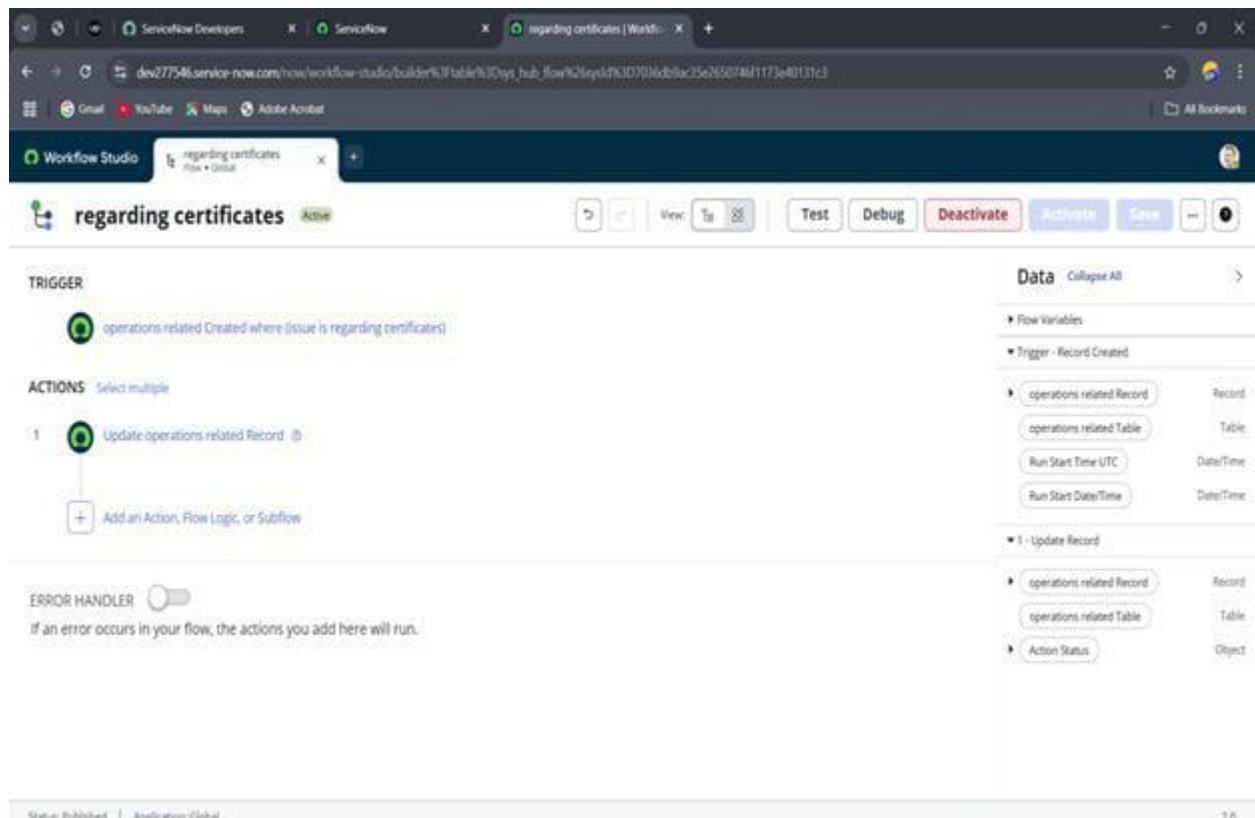 ServiceNow Developers
ServiceNow
regarding certificates | Workflo
Gmail YouTube Maps Adobe Acrobat All Bookmarks
Workflow Studio
regarding certificates
Flow • Global
regarding certificates Active
View: Test Debug Deactivate Activate Save
TRIGGER
operations related Created where (issue is regarding certificates)
ACTIONS Select multiple
1 Update operations related Record
Add an Action, Flow Logic, or Subflow
ERROR HANDLER
If an error occurs in your flow, the actions you add here will run.
Data Collapse All
Flow Variables
Trigger - Record Created
operations related Record Record
operations related Table Table
Run Start Time UTC Date/Time
Run Start Date/Time Date/Time
1 - Update Record
operations related Record Record
operations related Table Table
Action Status Object
Status: Published | Application: Global